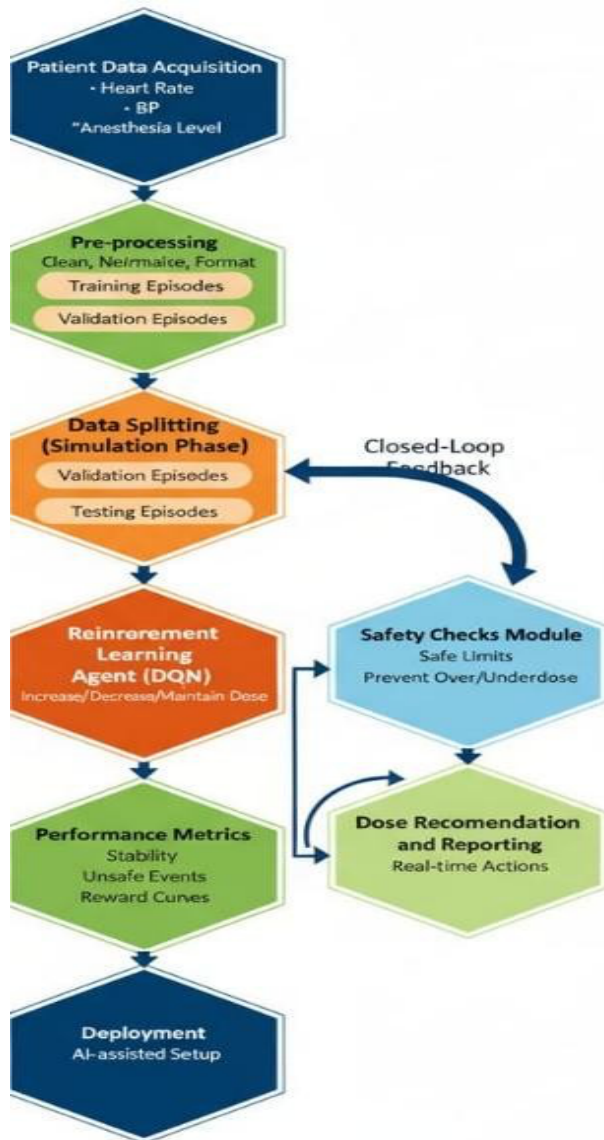 Patient Data Acquisition
- Heart Rate
- BP
"Anesthesia Level
Pre-processing
Clean, Format
Training Episodes
Validation Episodes
Data Splitting
(Simulation Phase)
Validation Episodes
Testing Episodes
Closed-Loop
Feedback
Reinrorement
Learning
Agent (DQN)
Increase/Decrease/Maintain Dose
Safety Checks Module
Safe Limits
Prevent Over/Underdose
Performance Metrics
Stability
Unsafe Events
Reward Curves
Dose Recomendation
and Reporting
Real-time Actions
Deployment
AI-assisted Setup